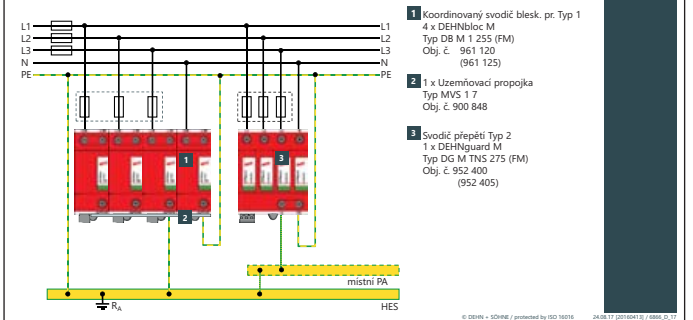 L1
L2
L3
N
PE
L1
L2
L3
N
PE
1
2
3
místní PA
HES
RA
1 Koordinovaný svodič blesk. pr. Typ 1
4 x DEHNbloc M
Typ DB M 1 255 (FM)
Obj. č. 961 120
(961 125)
2 1 x Uzemňovací propojka
Typ MVS 1 7
Obj. č. 900 848
3 Svodič přepětí Typ 2
1 x DEHNguard M
Typ DG M TNS 275 (FM)
Obj. č. 952 400
(952 405)
© DEHN + SÖHNE / protected by ISO 16016 24.08.17 (20160413) / 6866_D_17